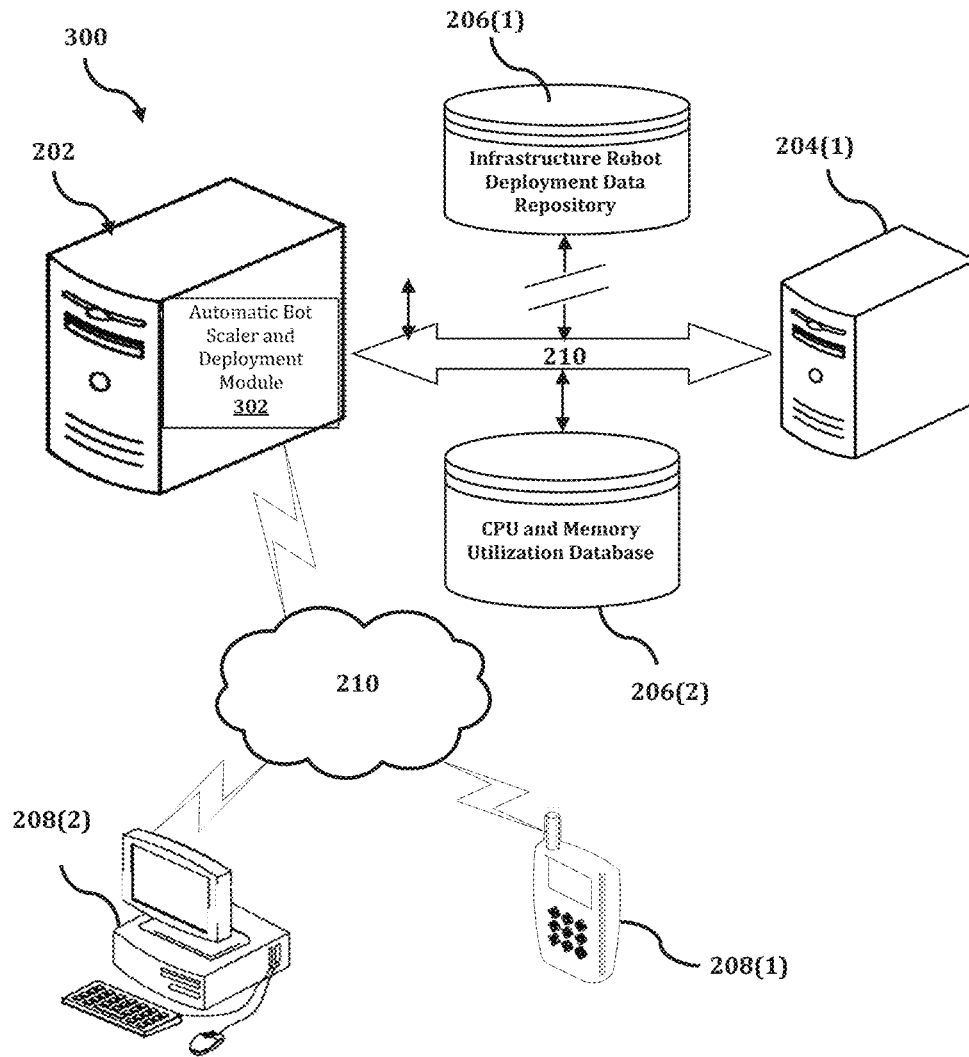 300
206(1)
202
Infrastructure Robot
Deployment Data
Repository
204(1)
Automatic Bot
Scaler and
Deployment
Module
302
210
CPU and Memory
Utilization Database
206(2)
210
208(2)
208(1)